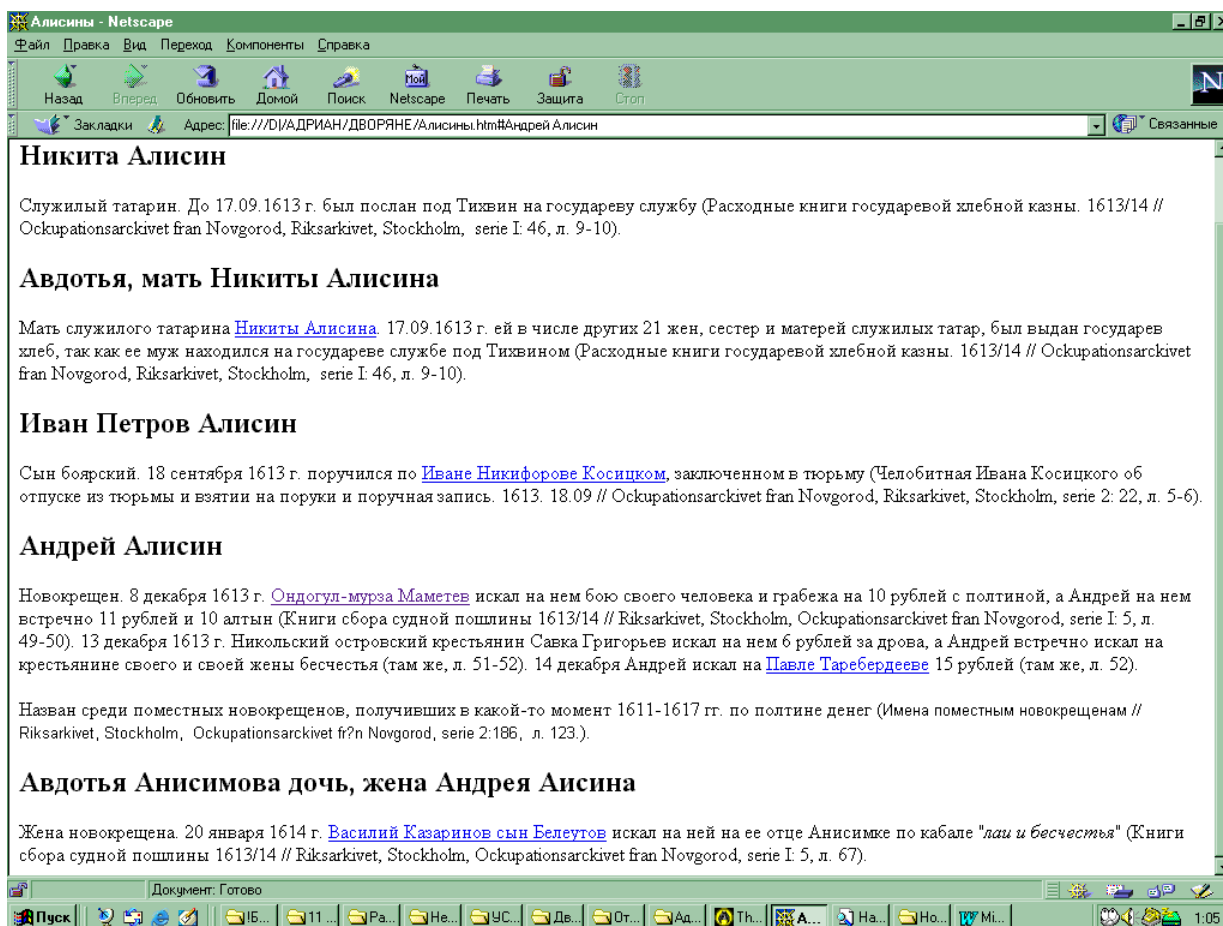 Алисины - Netscape
Файл Правка Вид Переход Компоненты Справка
Назад Вперед Обновить Домой Поиск Netscape Печать Защита Стоп
Мой
N
Закладки Адрес: file:///D|/АДРИАН/ДВОРЯНЕ/Алисины.htm#Андрей Алисин Связанные
Никита Алисин
Служилый татарин. До 17.09.1613 г. был послан под Тихвин на государеву службу (Расходные книги государевой хлебной казны. 1613/14 //
Ockupationsarckivet fran Novgorod, Riksarkivet, Stockholm, serie I: 46, л. 9-10).
Авдотья, мать Никиты Алисина
Мать служилого татарина Никиты Алисина. 17.09.1613 г. ей в числе других 21 жен, сестер и матерей служилых татар, был выдан государев
хлеб, так как ее муж находился на государеве службе под Тихвином (Расходные книги государевой хлебной казны. 1613/14 // Ockupationsarckivet
fran Novgorod, Riksarkivet, Stockholm, serie I: 46, л. 9-10).
Иван Петров Алисин
Сын боярский. 18 сентября 1613 г. поручился по Иване Никифорове Косицком, заключенном в тюрьму (Челобитная Ивана Косицкого об
отпуске из тюрьмы и взятии на поруки и поручная запись. 1613. 18.09 // Ockupationsarckivet fran Novgorod, Riksarkivet, Stockholm, serie 2: 22, л. 5-6).
Андрей Алисин
Новокрещен. 8 декабря 1613 г. Ондогул-мурза Маметев искал на нем бою своего человека и грабежа на 10 рублей с полтиной, а Андрей на нем
встречно 11 рублей и 10 алтын (Книги сбора судной пошлины 1613/14 // Riksarkivet, Stockholm, Ockupationsarckivet fran Novgorod, serie I: 5, л.
49-50). 13 декабря 1613 г. Никольский островский крестьянин Савка Григорьев искал на нем 6 рублей за дрова, а Андрей встречно искал на
крестьянине своего и своей жены бесчестья (там же, л. 51-52). 14 декабря Андрей искал на Павле Таребердееве 15 рублей (там же, л. 52).
Назван среди поместных новокрещенов, получивших в какой-то момент 1611-1617 гг. по полтине денег (Имена поместным новокрещенам //
Riksarkivet, Stockholm, Ockupationsarckivet fr?n Novgorod, serie 2:186, л. 123.).
Авдотья Анисимова дочь, жена Андрея Аисина
Жена новокрещена. 20 января 1614 г. Василий Казаринов сын Белеутов искал на ней на ее отце Анисимке по кабале "лаи и бесчестья" (Книги
сбора судной пошлины 1613/14 // Riksarkivet, Stockholm, Ockupationsarckivet fran Novgorod, serie I: 5, л. 67).
Документ: Готово
Пуск !Б... 11 ... Ра... Не... УС... Дв... От... Ад... Th... А... На... Но... Mi... 1:05